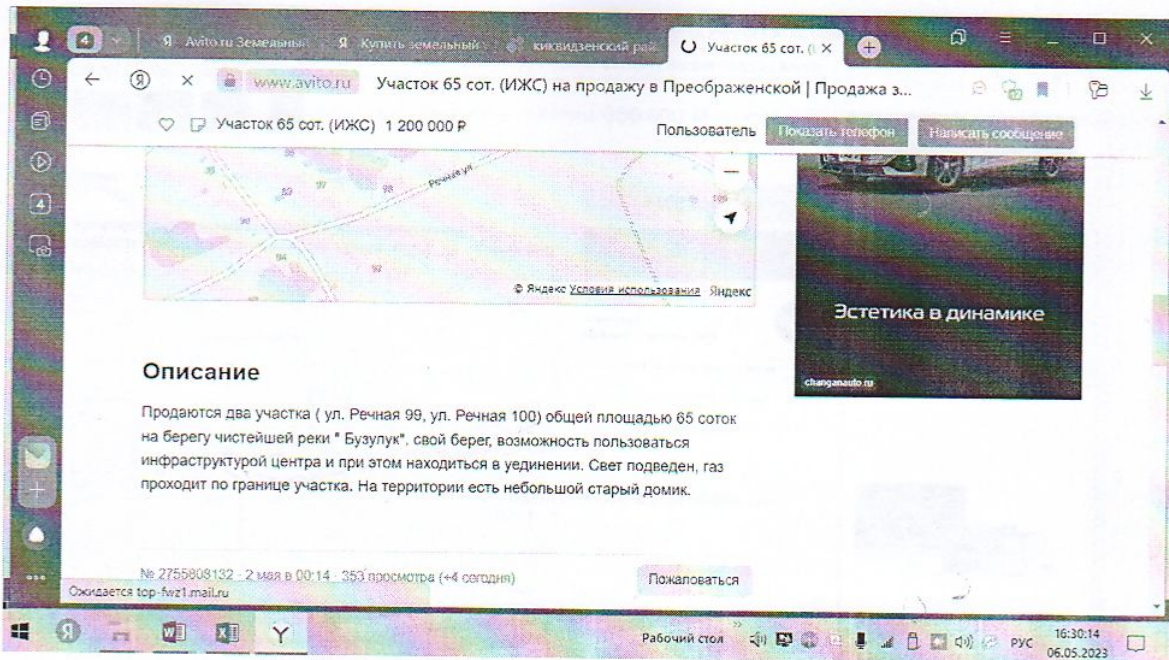 4
Я Avito.ru Земельный
Я Купить земельный
киквидзенский рай
Участок 65 сот. (
www.avito.ru
Участок 65 сот. (ИЖС) на продажу в Преображенской | Продажа з...
Участок 65 сот. (ИЖС) 1 200 000 ₽
Пользователь
Показать телефон
Написать сообщение
4
97
98
Речная ул.
94
© Яндекс Условия использования Яндекс
Эстетика в динамике
changanauto.ru
Описание
Продаются два участка ( ул. Речная 99, ул. Речная 100) общей площадью 65 соток
на берегу чистейшей реки " Бузулук", свой берег, возможность пользоваться
инфраструктурой центра и при этом находиться в уединении. Свет подведен, газ
проходит по границе участка. На территории есть небольшой старый домик.
№ 2755808132 · 2 мая в 00:14 · 353 просмотра (+4 сегодня)
Пожаловаться
Ожидается top-fwz1.mail.ru
Рабочий стол
РУС
16:30:14
06.05.2023